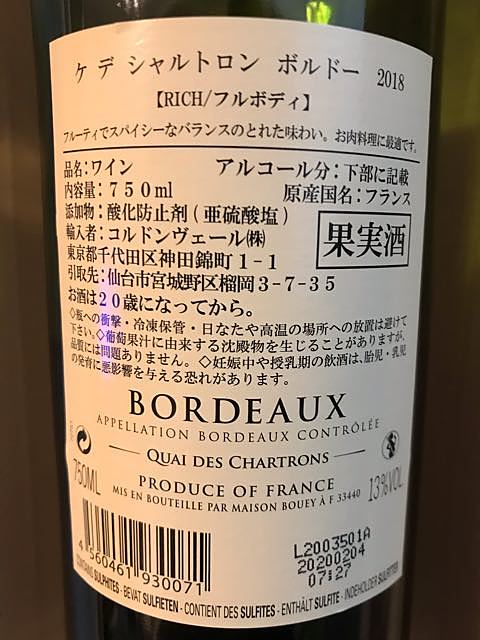 ケ デ シャルトロン ボルドー 2018
【RICH/フルボディ】
フルーティでスパイシーなバランスのとれた味わい。お肉料理に最適です。
品名:ワイン アルコール分:下部に記載
内容量:750ml 原産国名:フランス
添加物:酸化防止剤(亜硫酸塩)
輸入者:コルドンヴェール㈱ 果実酒
東京都千代田区神田錦町1-1
引取先:仙台市宮城野区榴岡3-7-35
お酒は20歳になってから。
◇瓶への衝撃・冷凍保管・日なたや高温の場所への放置は避けて
下さい。◇葡萄果汁に由来する沈殿物を生じることがありますが、
品質には問題ありません。◇妊娠中や授乳期の飲酒は、胎児・乳児
の発育に悪影響を与える恐れがあります。
BORDEAUX
APPELLATION BORDEAUX CONTRÔLÉE
QUAI DES CHARTRONS
750ML PRODUCE OF FRANCE 13%VOL
MIS EN BOUTEILLE PAR MAISON BOUEY À F 33440
L2003501A
20200204
07:27
4 560461 930071
CONTAINS SULPHITES - BEVAT SULFIETEN - CONTIENT DES SULFITES - ENTHÄLT SULFITE - INDEHOLDER SULFITTER